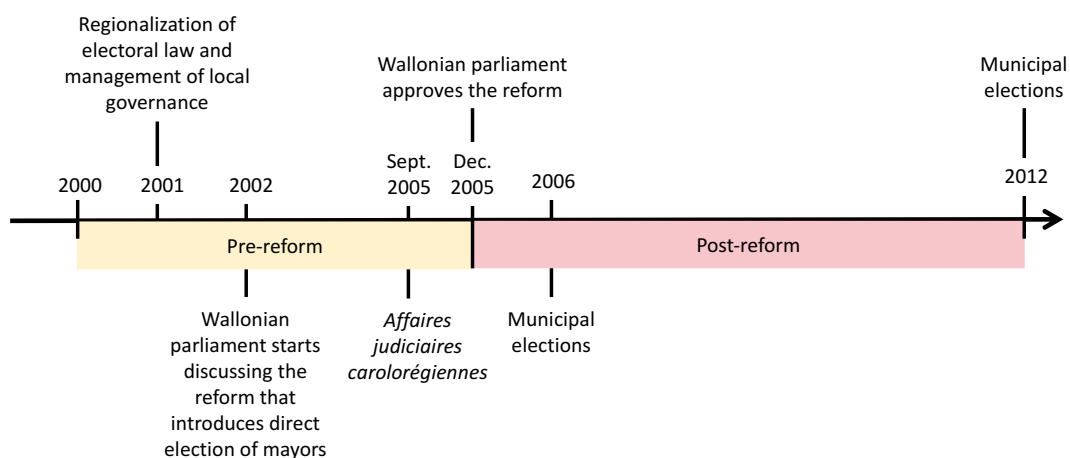 Regionalization of
electoral law and
management of local
governance
Wallonian parliament
approves the reform
Municipal
elections
2000
2001
2002
Sept.
2005
Dec.
2005
2006
2012
Pre-reform
Post-reform
Wallonian
parliament starts
discussing the
reform that
introduces direct
election of mayors
Affaires
judiciaires
carolorégiennes
Municipal
elections